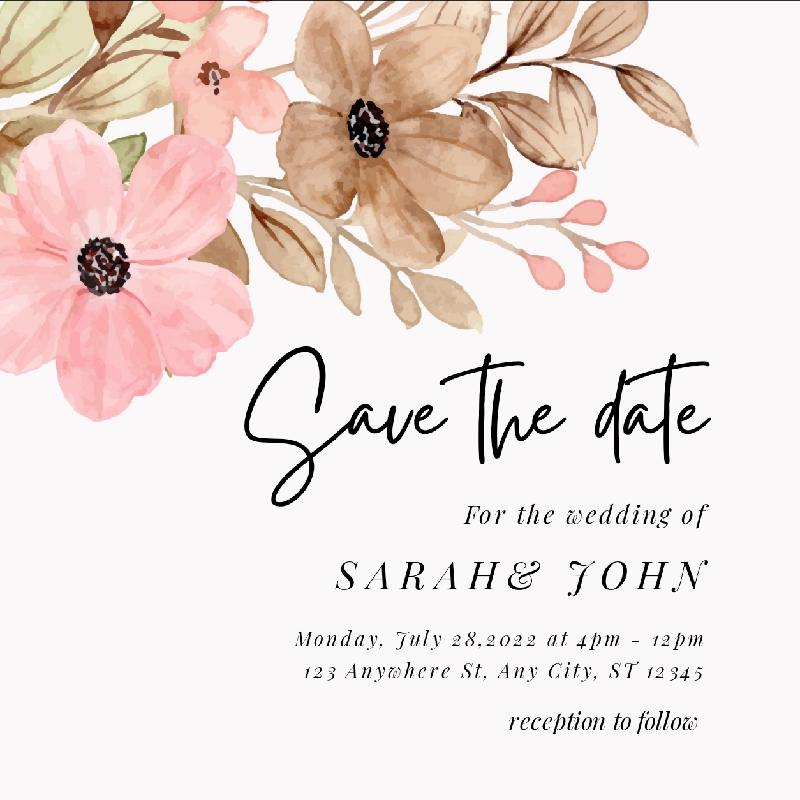 Save the date
For the wedding of
SARAH& JOHN
Monday, July 28,2022 at 4pm - 12pm
123 Anywhere St, Any City, ST 12345
reception to follow